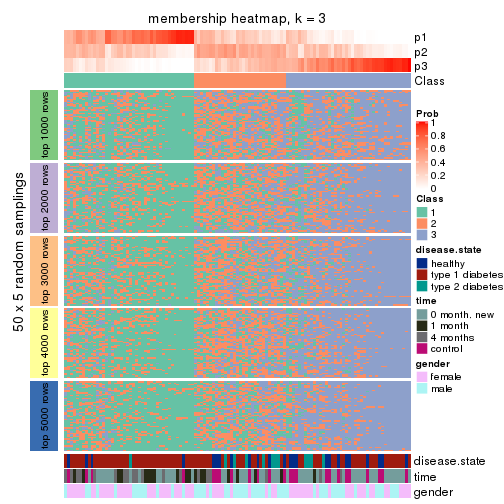 membership heatmap, k = 3
p1
p2
p3
Class
50 x 5 random samplings
top 1000 rows
top 2000 rows
top 3000 rows
top 4000 rows
top 5000 rows
disease.state
time
gender
Prob
1
0.8
0.6
0.4
0.2
0
Class
1
2
3
disease.state
healthy
type 1 diabetes
type 2 diabetes
time
0 month. new
1 month
4 months
control
gender
female
male